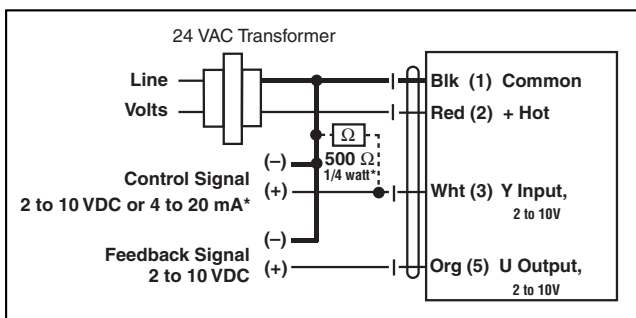 24 VAC Transformer
Line
Volts
Blk (1) Common
Red (2) + Hot
Ω
500 Ω
1/4 watt*
(–)
Control Signal (+)
2 to 10 VDC or 4 to 20 mA*
Wht (3) Y Input,
2 to 10V
(–)
Feedback Signal
2 to 10 VDC (+)
Org (5) U Output,
2 to 10V